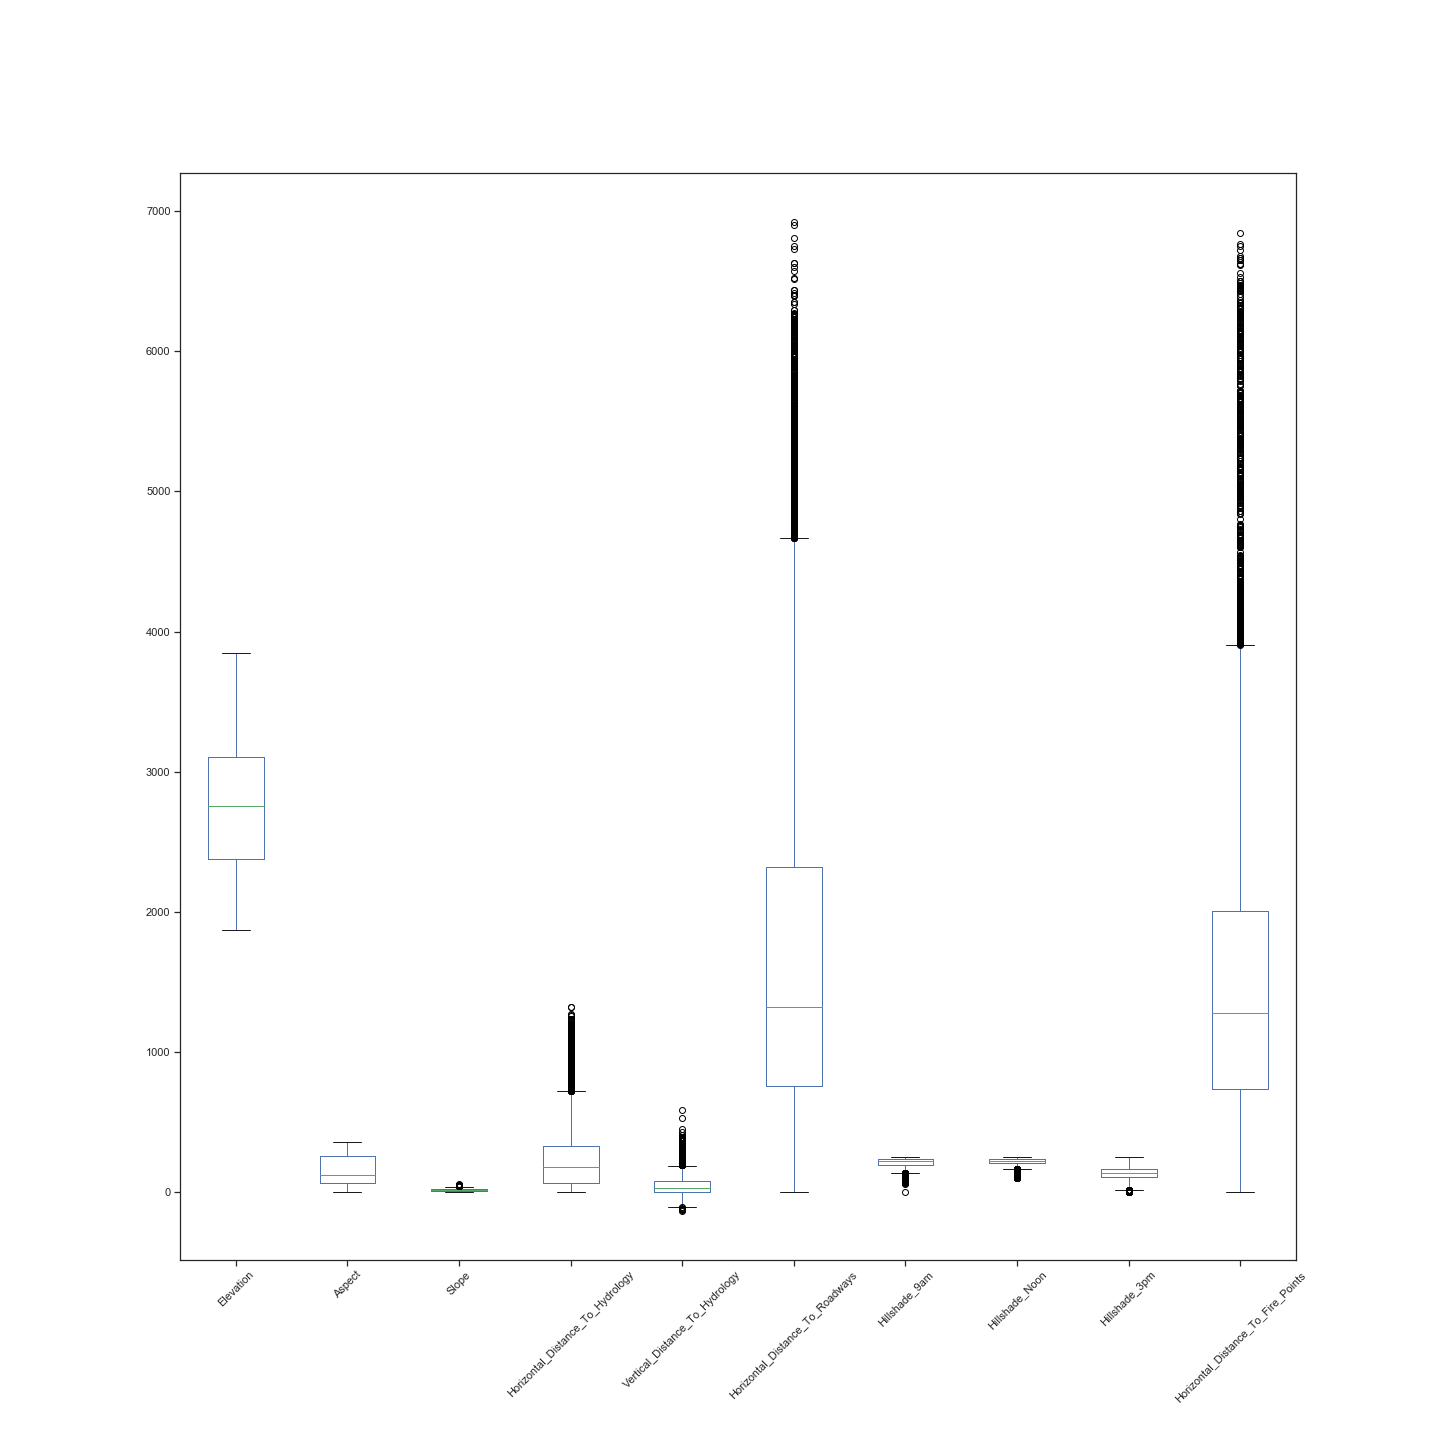 7000
6000
5000
4000
3000
2000
1000
0
Elevation
Aspect
Slope
Horizontal_Distance_To_Hydrology
Vertical_Distance_To_Hydrology
Horizontal_Distance_To_Roadways
Hillshade_9am
Hillshade_Noon
Hillshade_3pm
Horizontal_Distance_To_Fire_Points